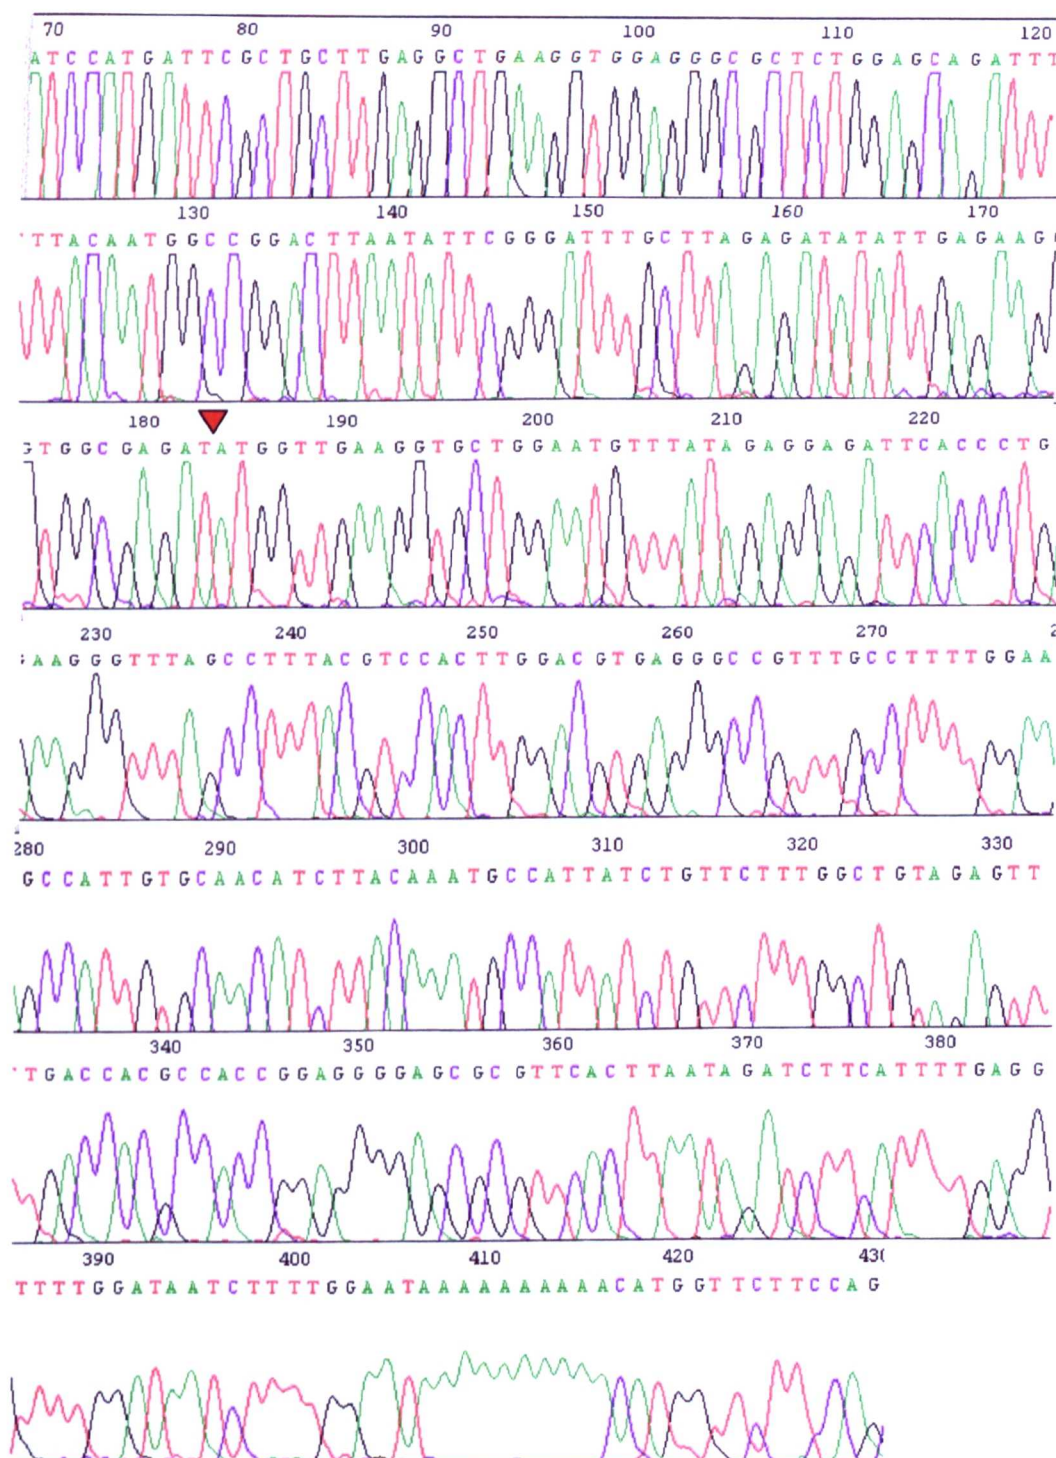 70 80 90 100 110 120
ATCCATGATTCGCTGCTTGAGGCTGAAGGTGGAGGGCGCTCTGGAGCAGATTT
130 140 150 160 170
TTACAATGGCCGGACTTAATATTCGGGATTTGCTTAGAGATATATTGAGAAG
180 190 200 210 220
GTGGCGAGATATGGTTGAAGGTGCTGGAATGTTTATAGAGGAGATTCACCCTG
230 240 250 260 270
AAGGGTTTAGCCTTTACGTCCACTTGGACGTGAGGGCCGTTTGCCTTTTGGAA
280 290 300 310 320 330
GCCATTGTGCAACATCTTACAAATGCCATTATCTGTTCTTTGGCTGTAGAGTT
340 350 360 370 380
TGACCACGCCACCGGAGGGGAGCGCGTTCACTTAATAGATCTTCATTTTGAGG
390 400 410 420 430
TTTTGGATAATCTTTTGGAATAAAAAAAAAACATGGTTCTTCCAG